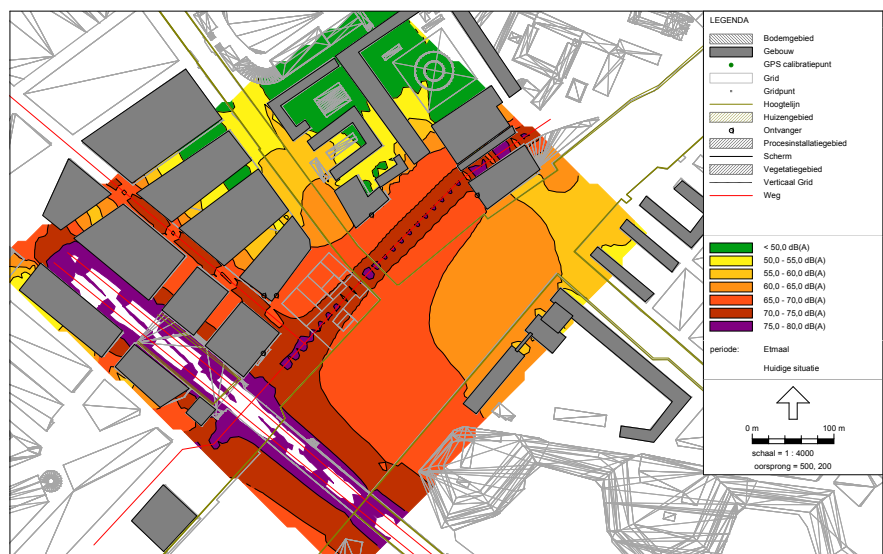 LEGENDA
Bodemgebied
Gebouw
GPS calibratiepunt
Grid
Gridpunt
Hoogtelijn
Huizengebied
Ontvanger
Procesinstallatiegebied
Scherm
Vegetatiegebied
Verticaal Grid
Weg
< 50,0 dB(A)
50,0 - 55,0 dB(A)
55,0 - 60,0 dB(A)
60,0 - 65,0 dB(A)
65,0 - 70,0 dB(A)
70,0 - 75,0 dB(A)
75,0 - 80,0 dB(A)
periode: Etmaal
Huidige situatie
0 m 100 m
schaal = 1 : 4000
oorsprong = 500, 200